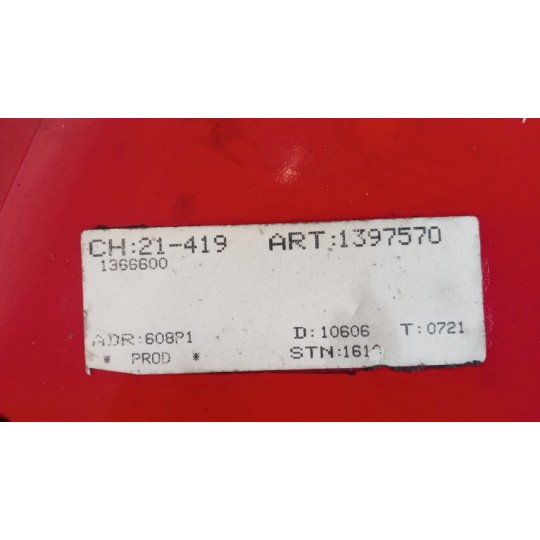 CH:21-419 ART:1397570
1366600
ADR:608P1 D:10606 T:0721
* PROD *